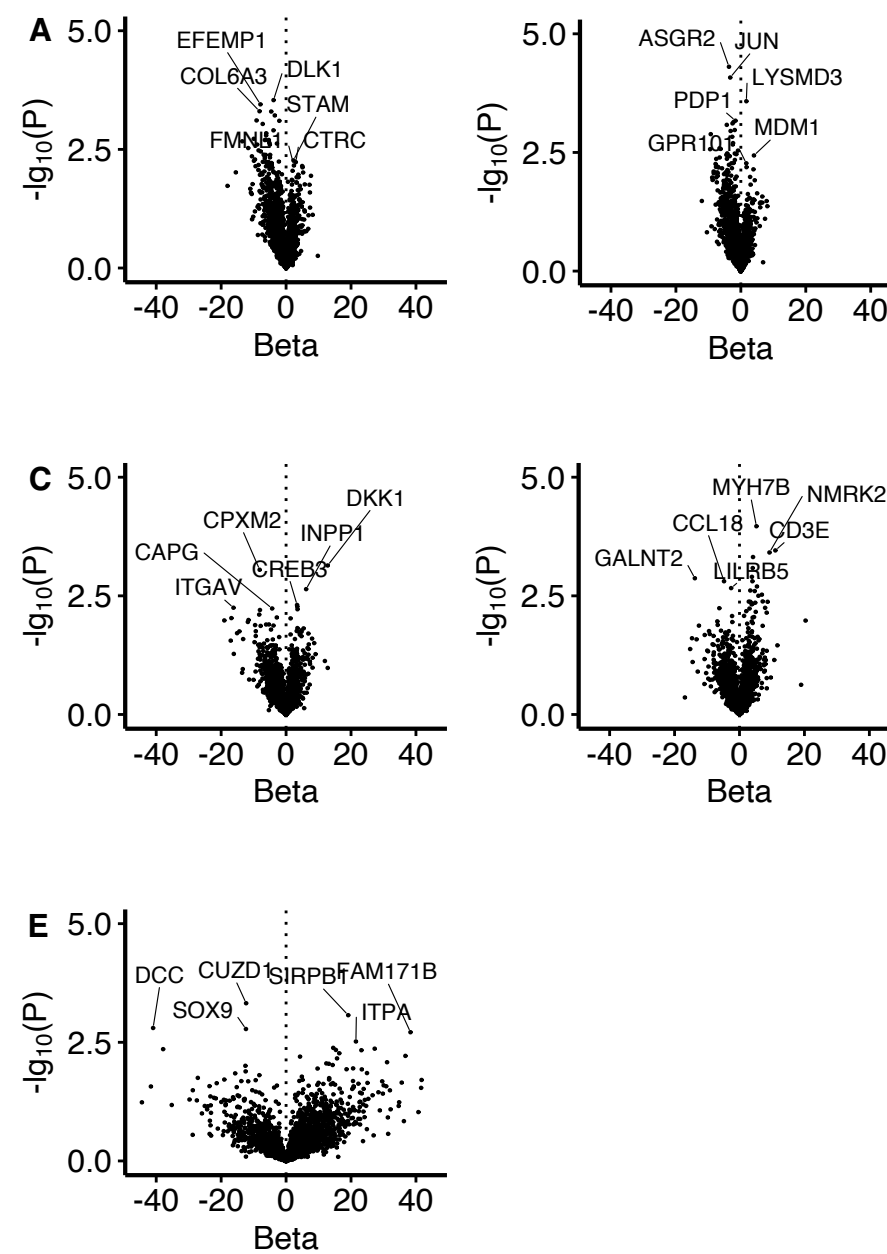 A
5.0
2.5
0.0
-lg10(P)
EFEMP1
COL6A3
DLK1
STAM
FMNL1
CTRC
-40 -20 0 20 40
Beta
5.0
2.5
0.0
-lg10(P)
ASGR2
JUN
LYSMD3
PDP1
MDM1
GPR101
-40 -20 0 20 40
Beta
C
5.0
2.5
0.0
-lg10(P)
DKK1
CPXM2
INPP1
CAPG
CREB3
ITGAV
-40 -20 0 20 40
Beta
5.0
2.5
0.0
-lg10(P)
MYH7B
NMRK2
CCL18
CD3E
GALNT2
LILRB5
-40 -20 0 20 40
Beta
E
5.0
2.5
0.0
-lg10(P)
DCC
CUZD1
SIRPB1
FAM171B
SOX9
ITPA
-40 -20 0 20 40
Beta